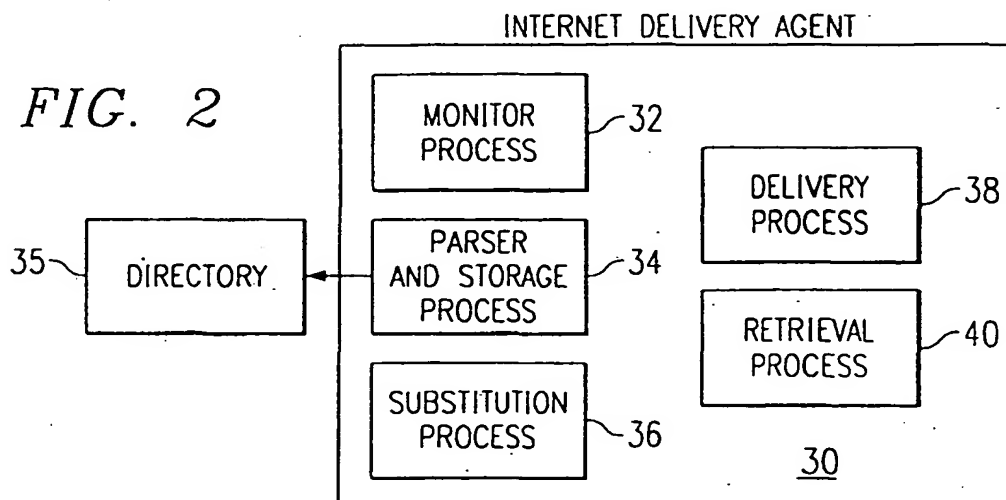 INTERNET DELIVERY AGENT
FIG. 2
MONITOR
PROCESS
32
DELIVERY
PROCESS
38
35
DIRECTORY
PARSER
AND STORAGE
PROCESS
34
RETRIEVAL
PROCESS
40
SUBSTITUTION
PROCESS
36
30